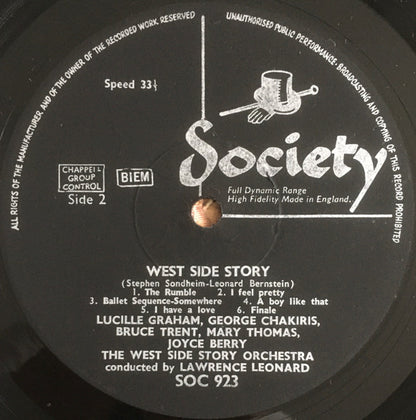 ALL RIGHTS OF THE MANUFACTURER AND OF THE OWNER OF THE RECORDED WORK RESERVED
UNAUTHORISED PUBLIC PERFORMANCE·BROADCASTING AND COPYING OF THIS RECORD PROHIBITED
Speed 33⅓
Society
Full Dynamic Range
High Fidelity Made in England.
CHAPPELL
GROUP
CONTROL
BIEM
Side 2
WEST SIDE STORY
(Stephen Sondheim-Leonard Bernstein)
1. The Rumble 2. I feel pretty
3. Ballet Sequence-Somewhere 4. A boy like that
5. I have a love 6. Finale
LUCILLE GRAHAM, GEORGE CHAKIRIS,
BRUCE TRENT, MARY THOMAS,
JOYCE BERRY
THE WEST SIDE STORY ORCHESTRA
conducted by LAWRENCE LEONARD
SOC 923